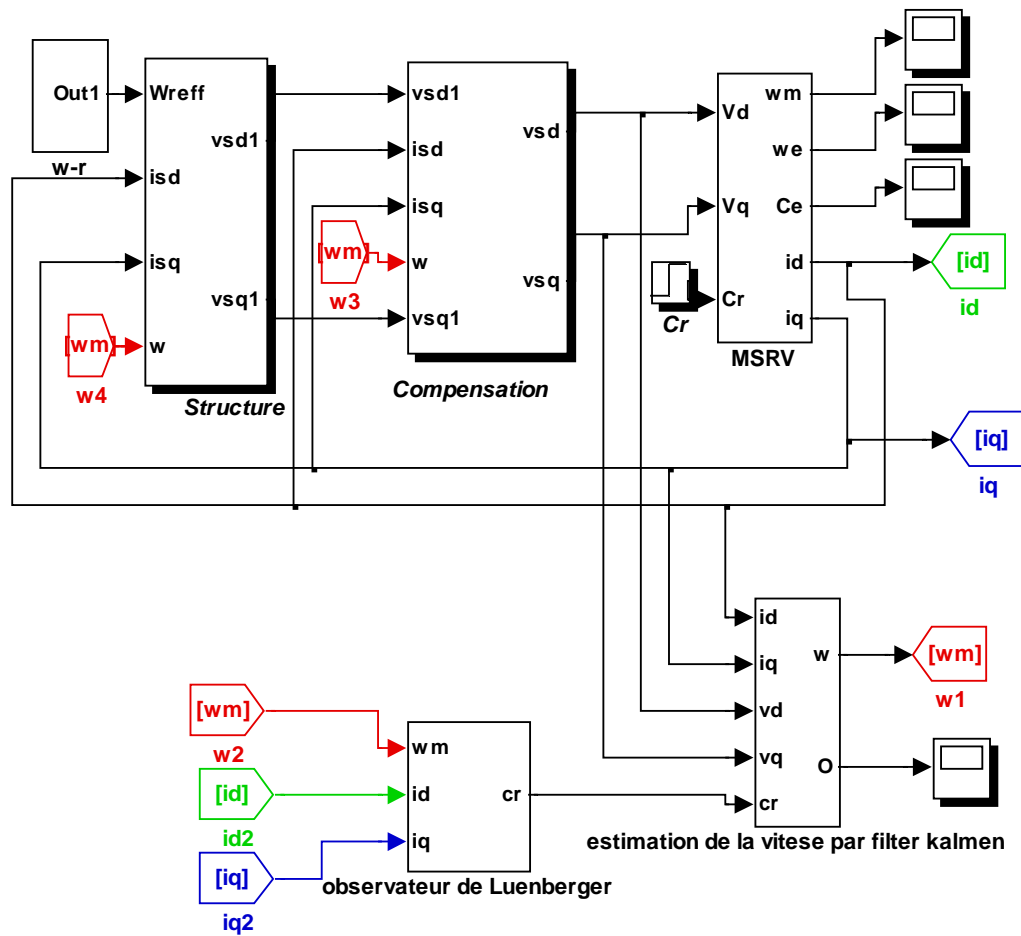 Out1
w-r
Wreff
isd
isq
w
vsd1
vsq1
Structure
[wm]
w4
vsd1
isd
isq
w
vsq1
vsd
vsq
Compensation
[wm]
w3
Vd
Vq
Cr
wm
we
Ce
id
iq
MSRV
Cr
[id]
id
[iq]
iq
id
iq
vd
vq
cr
w
O
estimation de la vitese par filter kalmen
[wm]
w1
[wm]
w2
[id]
id2
[iq]
iq2
wm
id
iq
cr
observateur de Luenberger